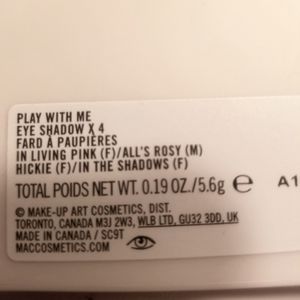 PLAY WITH ME
EYE SHADOW X 4
FARD À PAUPIÈRES
IN LIVING PINK (F)/ALL'S ROSY (M)
HICKIE (F)/IN THE SHADOWS (F)
TOTAL POIDS NET WT. 0.19 OZ./5.6g ℮ A1
© MAKE-UP ART COSMETICS, DIST.
TORONTO, CANADA M3J 2W3, WLB LTD, GU32 3DD, UK
MADE IN CANADA / SC9T
MACCOSMETICS.COM